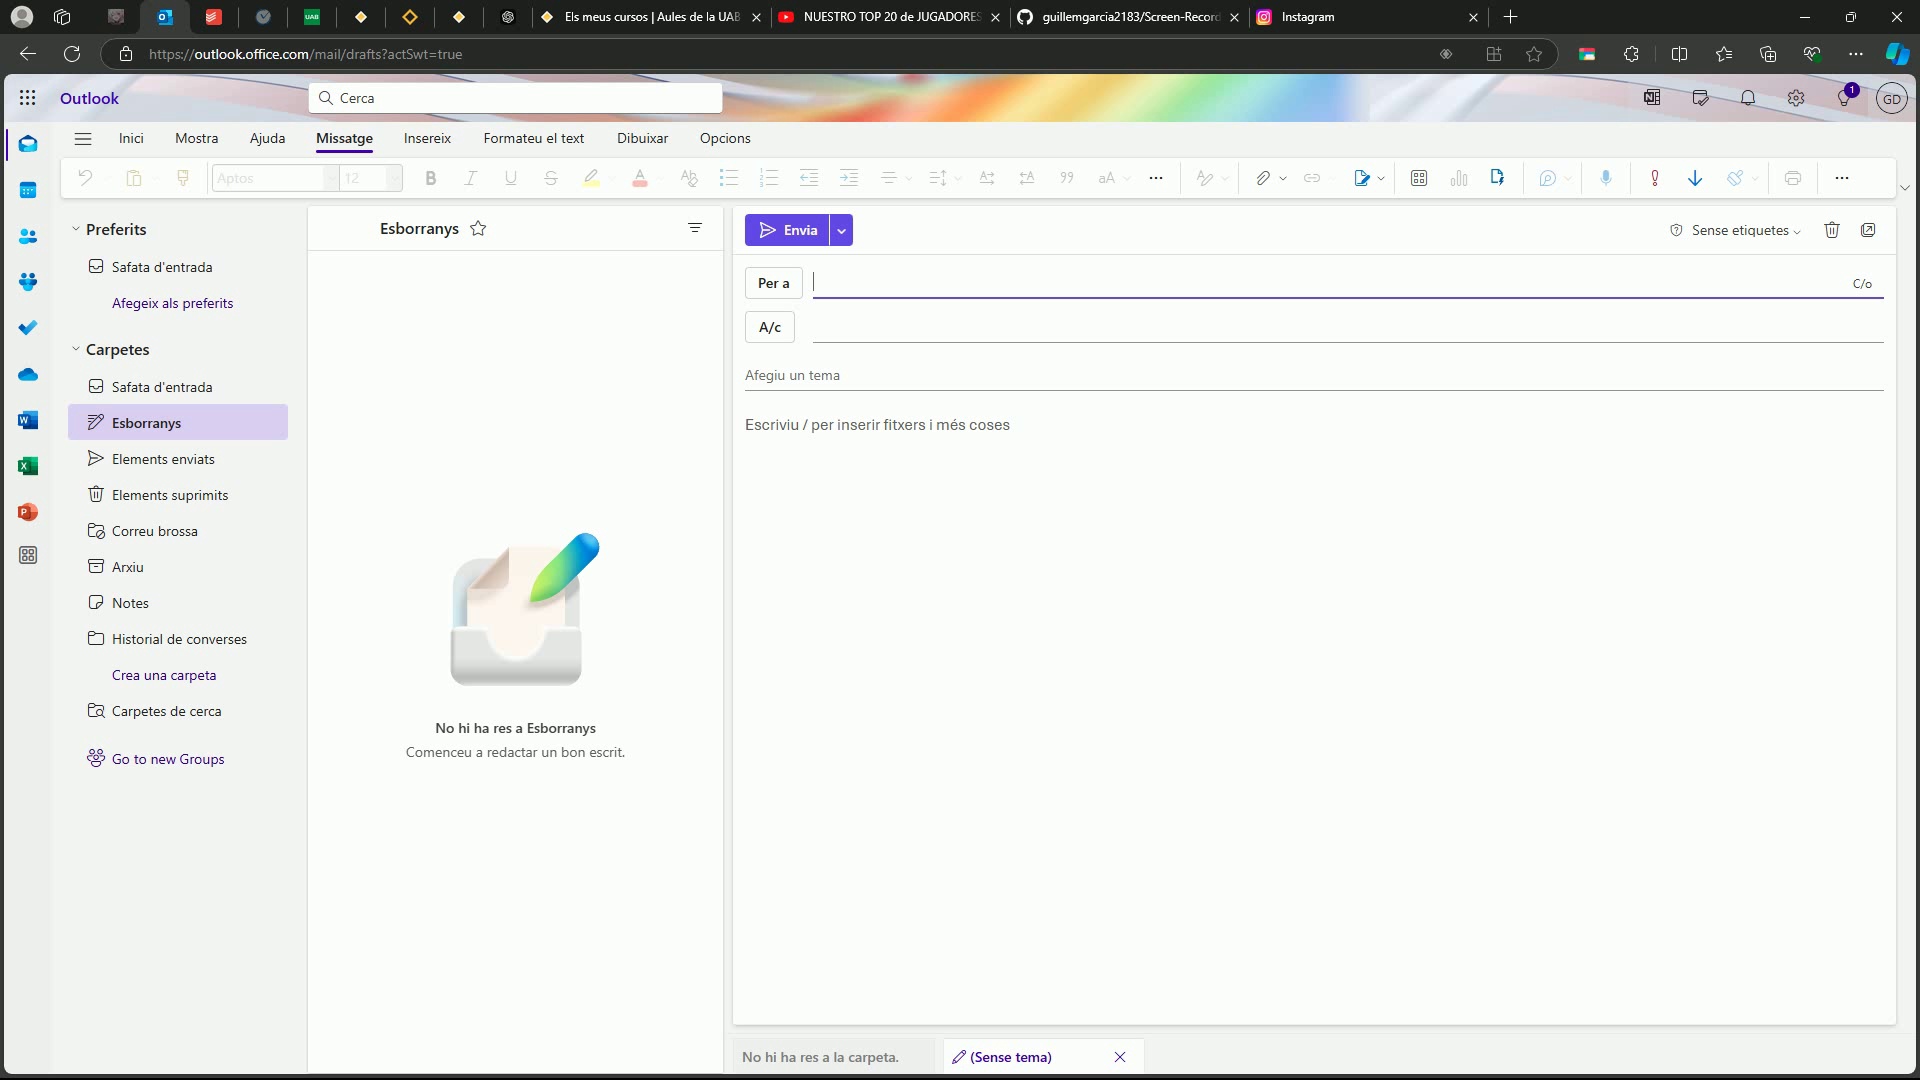 UAB
Els meus cursos | Aules de la UAB
NUESTRO TOP 20 de JUGADORES
guillemgarcia2183/Screen-Record
Instagram
https://outlook.office.com/mail/drafts?actSwt=true
Outlook
Cerca
1
GD
Inici
Mostra
Ajuda
Missatge
Insereix
Formateu el text
Dibuixar
Opcions
Aptos
12
Preferits
Safata d'entrada
Afegeix als preferits
Carpetes
Safata d'entrada
Esborranys
Elements enviats
Elements suprimits
Correu brossa
Arxiu
Notes
Historial de converses
Crea una carpeta
Carpetes de cerca
Go to new Groups
Esborranys
No hi ha res a Esborranys
Comenceu a redactar un bon escrit.
Envia
Sense etiquetes
Per a
C/o
A/c
Afegiu un tema
Escriviu / per inserir fitxers i més coses
No hi ha res a la carpeta.
(Sense tema)